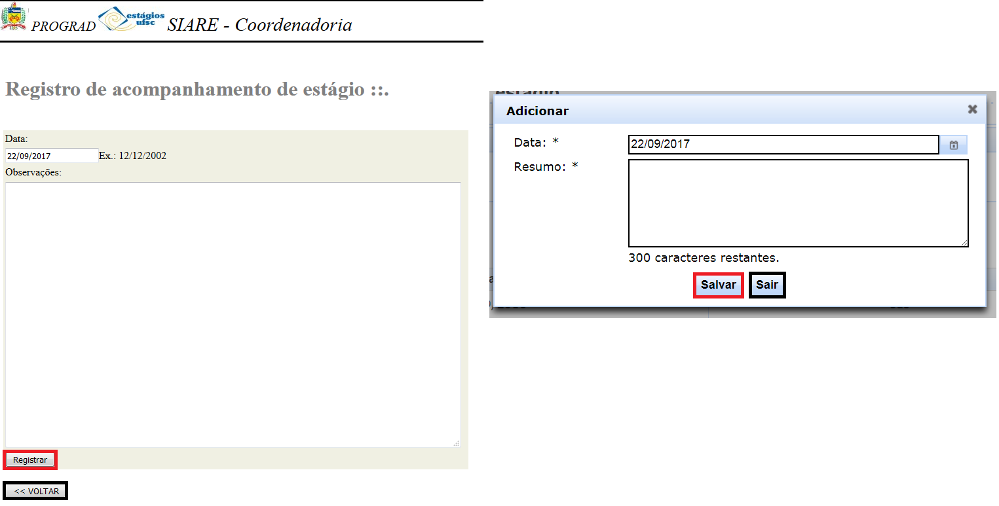 PROGRAD estágios ufsc SIARE - Coordenadoria
Registro de acompanhamento de estágio ::.
Data:
22/09/2017 Ex.: 12/12/2002
Observações:
Registrar
<< VOLTAR
estágio
Adicionar
Data: *
22/09/2017
Resumo: *
300 caracteres restantes.
Salvar Sair